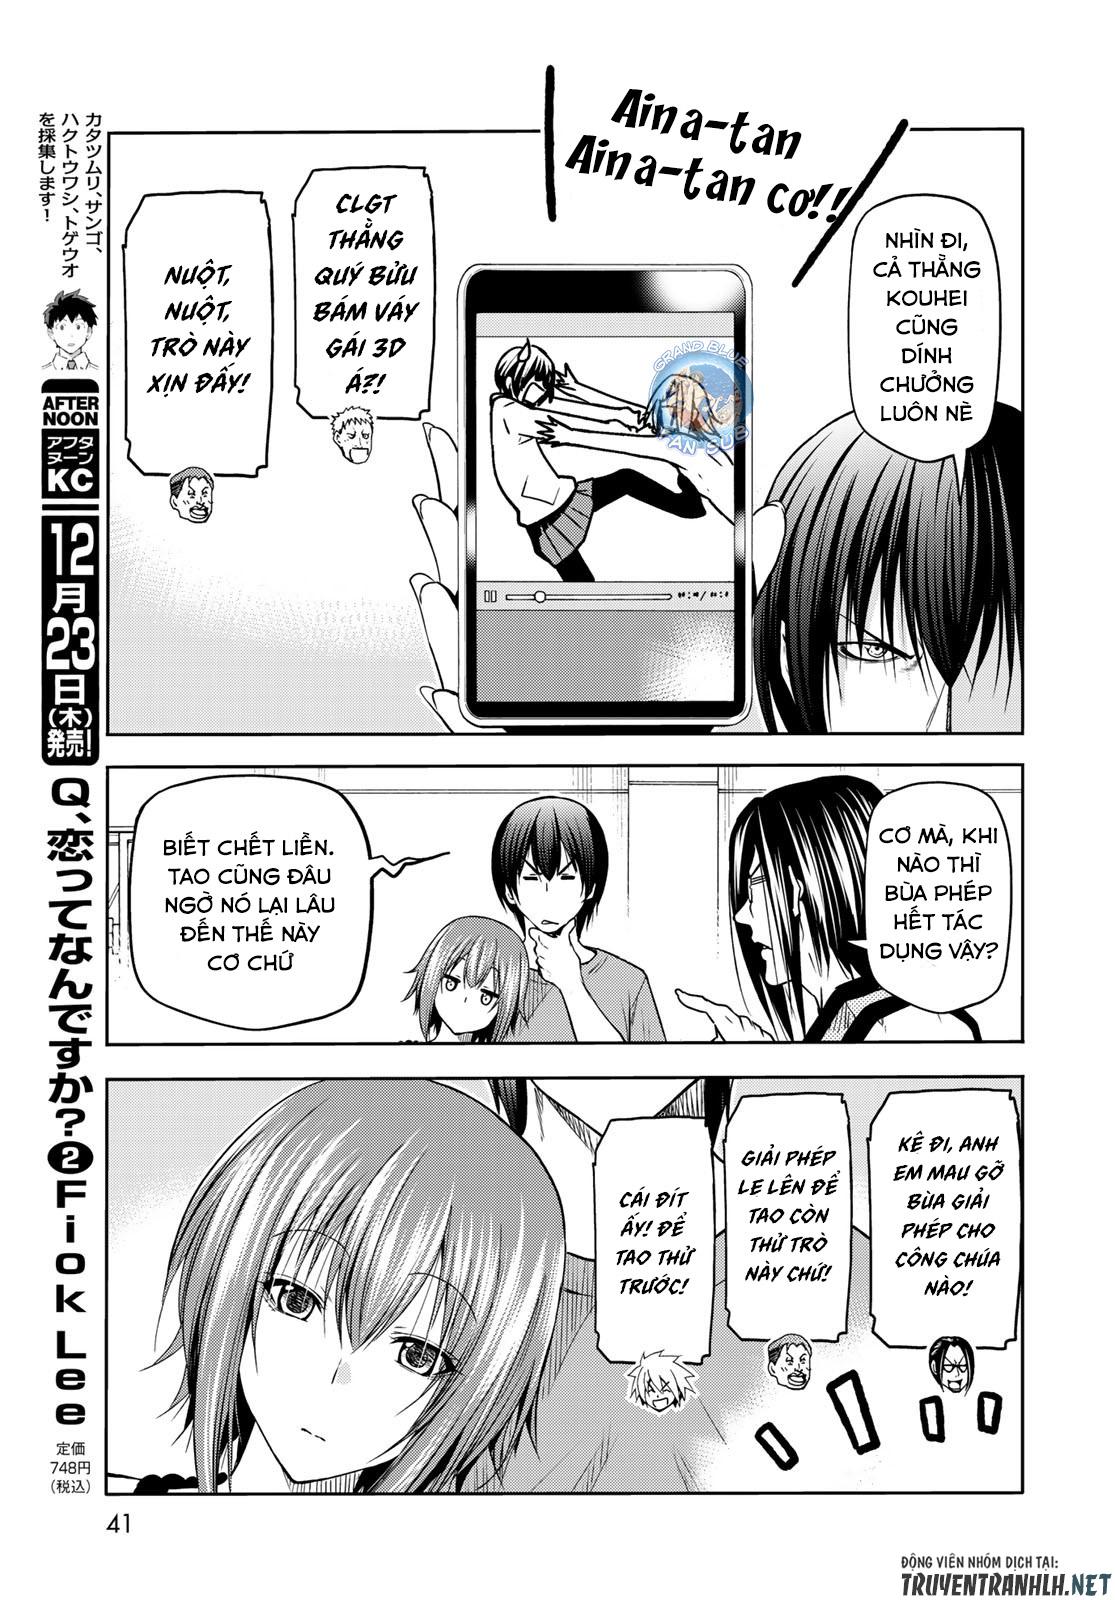 Aina-tan
Aina-tan cơ!!
NHÌN ĐI,
CẢ THẰNG
KOUHEI
CŨNG
DÍNH
CHƯỞNG
LUÔN NÈ
CLGT
THẰNG
QUÝ BỬU
BÁM VÁY
GÁI 3D
Á?!
NUỘT,
NUỘT,
TRÒ NÀY
XỊN ĐẤY!
GRAND BLUE
FAN SUB
CƠ MÀ, KHI
NÀO THÌ
BÙA PHÉP
HẾT TÁC
DỤNG VẬY?
BIẾT CHẾT LIỀN.
TAO CŨNG ĐÂU
NGỜ NÓ LẠI LÂU
ĐẾN THẾ NÀY
CƠ CHỨ
KỆ ĐI, ANH
EM MAU GỠ
BÙA GIẢI
PHÉP CHO
CÔNG CHÚA
NÀO!
GIẢI PHÉP
LẸ LÊN ĐỂ
TAO CÒN
THỬ TRÒ
NÀY CHỨ!
CÁI ĐÍT
ẤY! ĐỂ
TAO THỬ
TRƯỚC!
カタツムリ、サンゴ、
ハクトウワシ、トゲウオ
を採集します!
AFTER
NOON
アフタ
ヌーン
KC
12月23日(木)発売!
Q、恋ってなんですか?②Fiok Lee
定価
748円
(税込)
41
ĐỘNG VIÊN NHÓM DỊCH TẠI:
TRUYENTRANHLH.NET